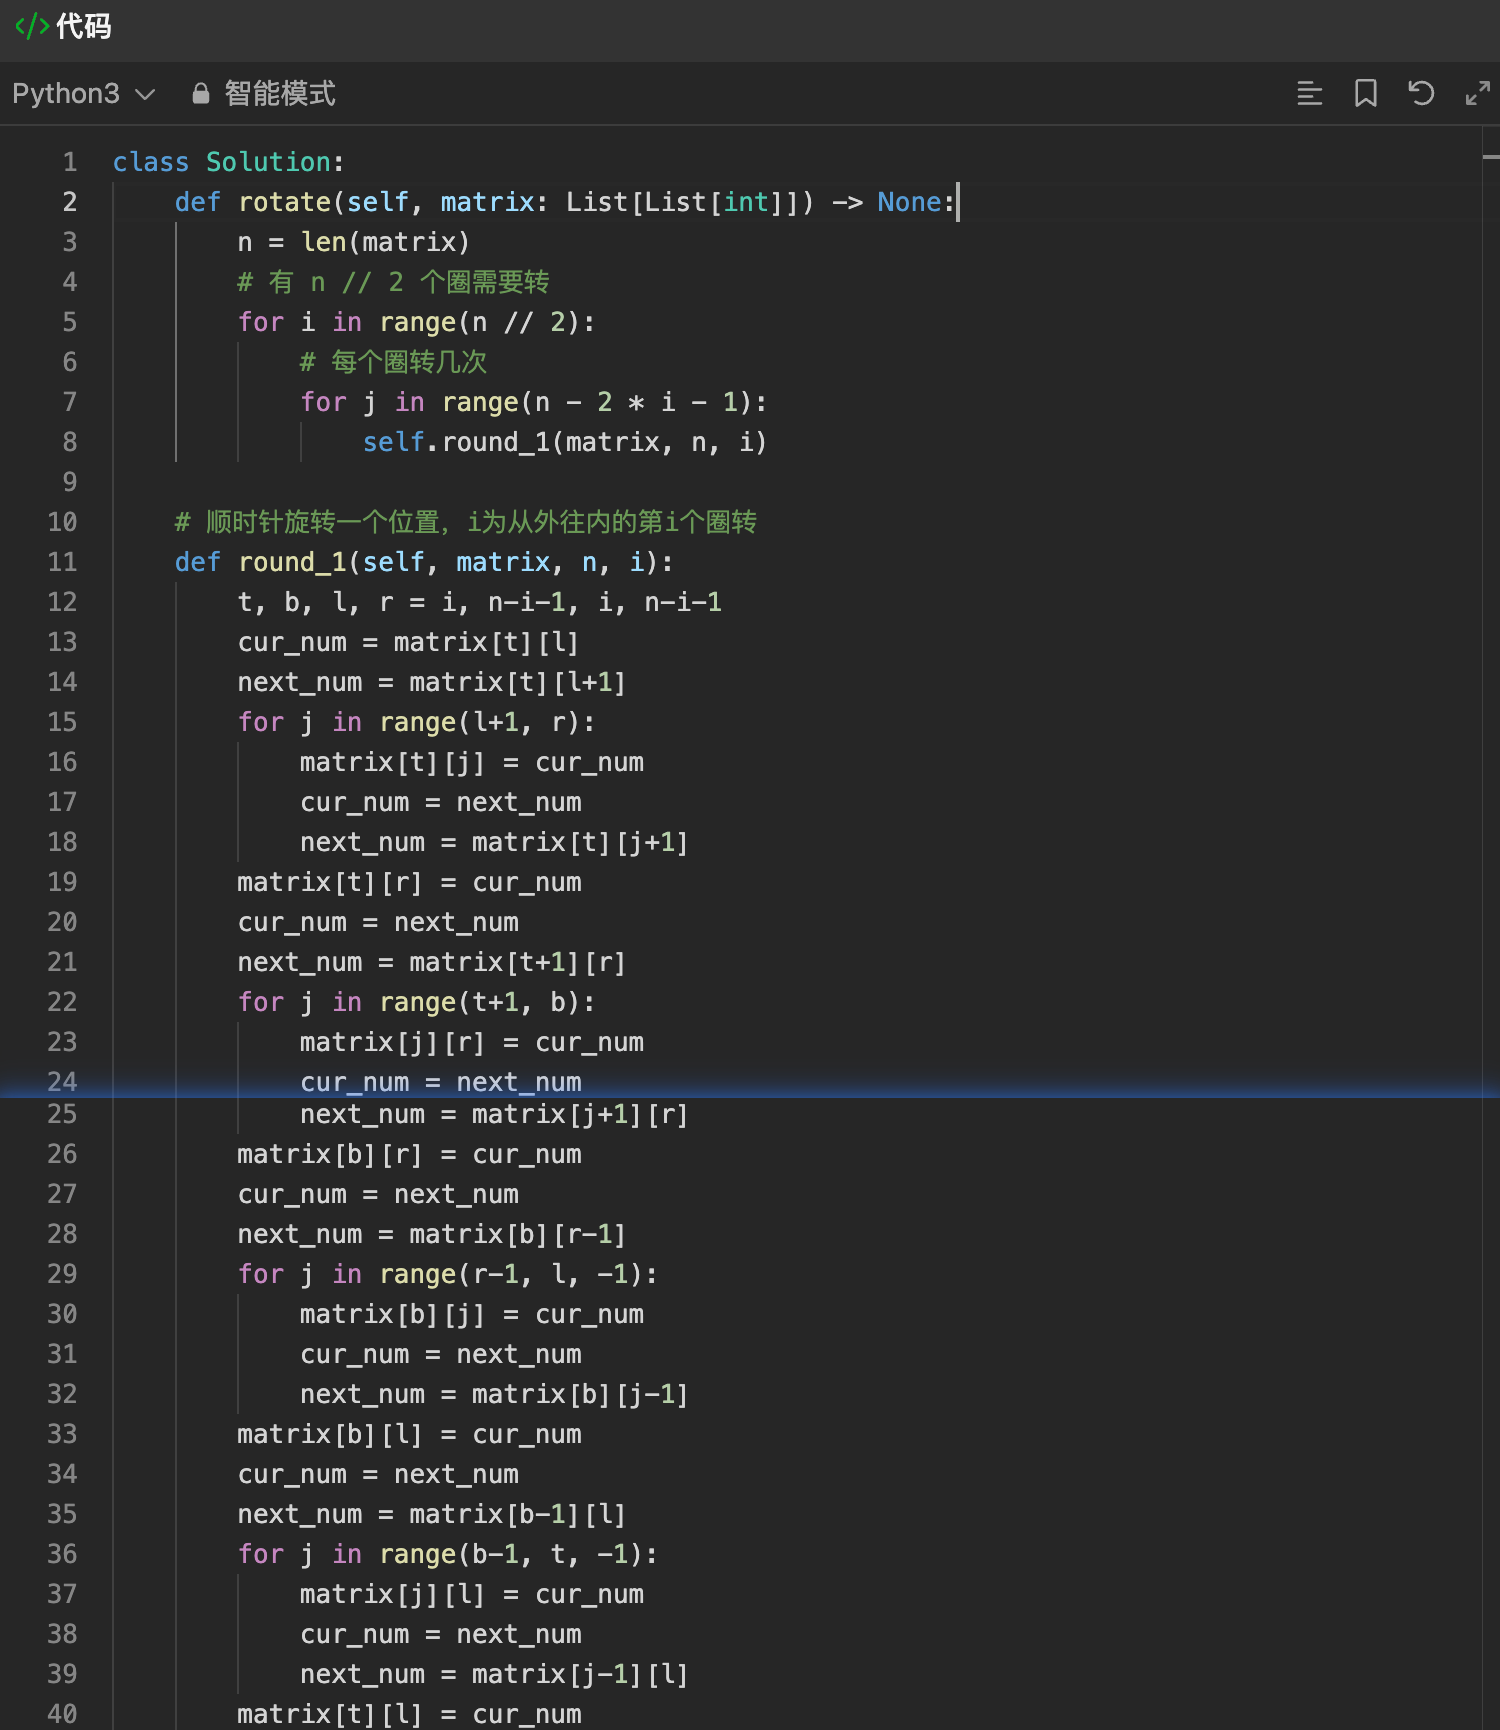 </> 代码
Python3 智能模式
1 class Solution:
2     def rotate(self, matrix: List[List[int]]) -> None:
3         n = len(matrix)
4         # 有 n // 2 个圈需要转
5         for i in range(n // 2):
6             # 每个圈转几次
7             for j in range(n - 2 * i - 1):
8                 self.round_1(matrix, n, i)
9
10     # 顺时针旋转一个位置，i为从外往内的第i个圈转
11     def round_1(self, matrix, n, i):
12         t, b, l, r = i, n-i-1, i, n-i-1
13         cur_num = matrix[t][l]
14         next_num = matrix[t][l+1]
15         for j in range(l+1, r):
16             matrix[t][j] = cur_num
17             cur_num = next_num
18             next_num = matrix[t][j+1]
19         matrix[t][r] = cur_num
20         cur_num = next_num
21         next_num = matrix[t+1][r]
22         for j in range(t+1, b):
23             matrix[j][r] = cur_num
24             cur_num = next_num
25             next_num = matrix[j+1][r]
26         matrix[b][r] = cur_num
27         cur_num = next_num
28         next_num = matrix[b][r-1]
29         for j in range(r-1, l, -1):
30             matrix[b][j] = cur_num
31             cur_num = next_num
32             next_num = matrix[b][j-1]
33         matrix[b][l] = cur_num
34         cur_num = next_num
35         next_num = matrix[b-1][l]
36         for j in range(b-1, t, -1):
37             matrix[j][l] = cur_num
38             cur_num = next_num
39             next_num = matrix[j-1][l]
40         matrix[t][l] = cur_num